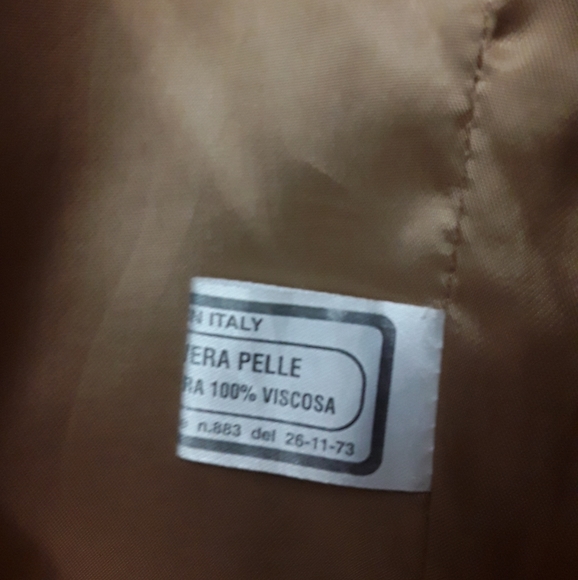 N ITALY
VERA PELLE
RA 100% VISCOSA
e n.883 del 26-11-73